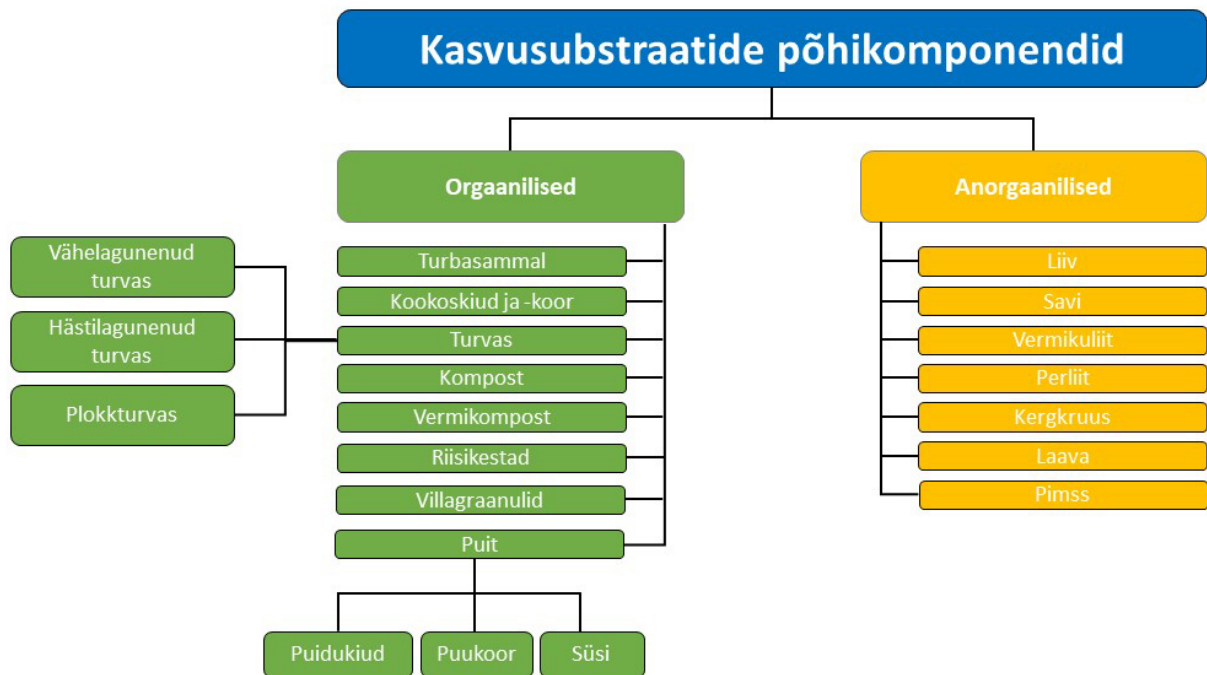 Kasvusubstraatide põhikomponendid
Orgaanilised
Anorgaanilised
Vähelagunenud
turvas
Hästilagunenud
turvas
Plokkturvas
Turbasammal
Kookoskiud ja -koor
Turvas
Kompost
Vermikompost
Riisikestad
Villagraanulid
Puit
Puidukiud
Puukoor
Süsi
Liiv
Savi
Vermikuliit
Perliit
Kergkruus
Laava
Pimss